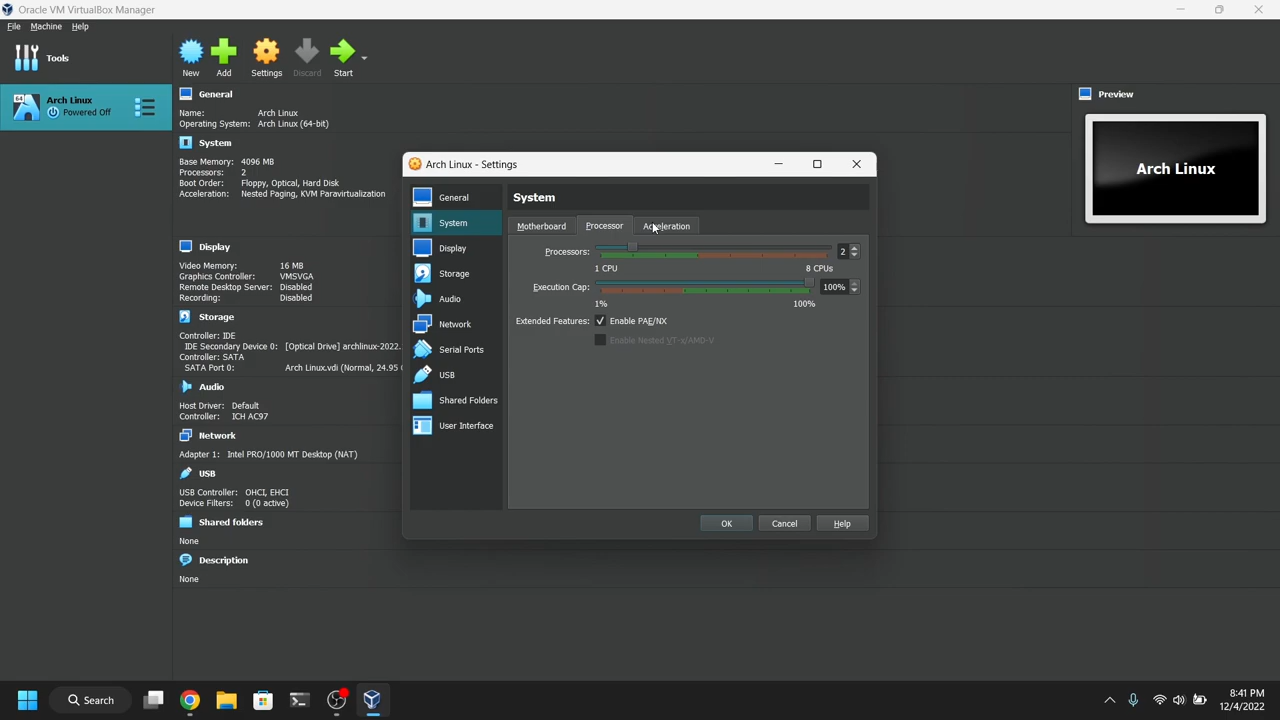 Oracle VM VirtualBox Manager
File Machine Help
Tools
New Add Settings Discard Start
64 Arch Linux
Powered Off
General
Name: Arch Linux
Operating System: Arch Linux (64-bit)
System
Base Memory: 4096 MB
Processors: 2
Boot Order: Floppy, Optical, Hard Disk
Acceleration: Nested Paging, KVM Paravirtualization
Display
Video Memory: 16 MB
Graphics Controller: VMSVGA
Remote Desktop Server: Disabled
Recording: Disabled
Storage
Controller: IDE
IDE Secondary Device 0: [Optical Drive] archlinux-2022.
Controller: SATA
SATA Port 0: Arch Linux.vdi (Normal, 24.95
Audio
Host Driver: Default
Controller: ICH AC97
Network
Adapter 1: Intel PRO/1000 MT Desktop (NAT)
USB
USB Controller: OHCI, EHCI
Device Filters: 0 (0 active)
Shared folders
None
Description
None
Preview
Arch Linux
Arch Linux - Settings
General
System
Display
Storage
Audio
Network
Serial Ports
USB
Shared Folders
User Interface
System
Motherboard Processor Acceleration
Processors: 2
1 CPU 8 CPUs
Execution Cap: 100%
1% 100%
Extended Features: Enable PAE/NX
Enable Nested VT-x/AMD-V
OK Cancel Help
Search
8:41 PM
12/4/2022